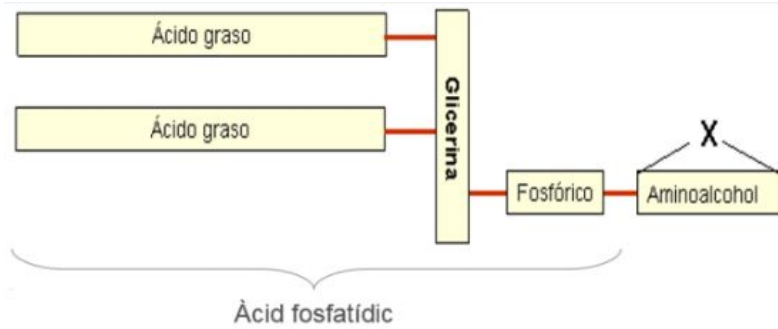 Ácido graso
Ácido graso
Glicerina
X
Fosfórico
Aminoalcohol
Àcid fosfatídic